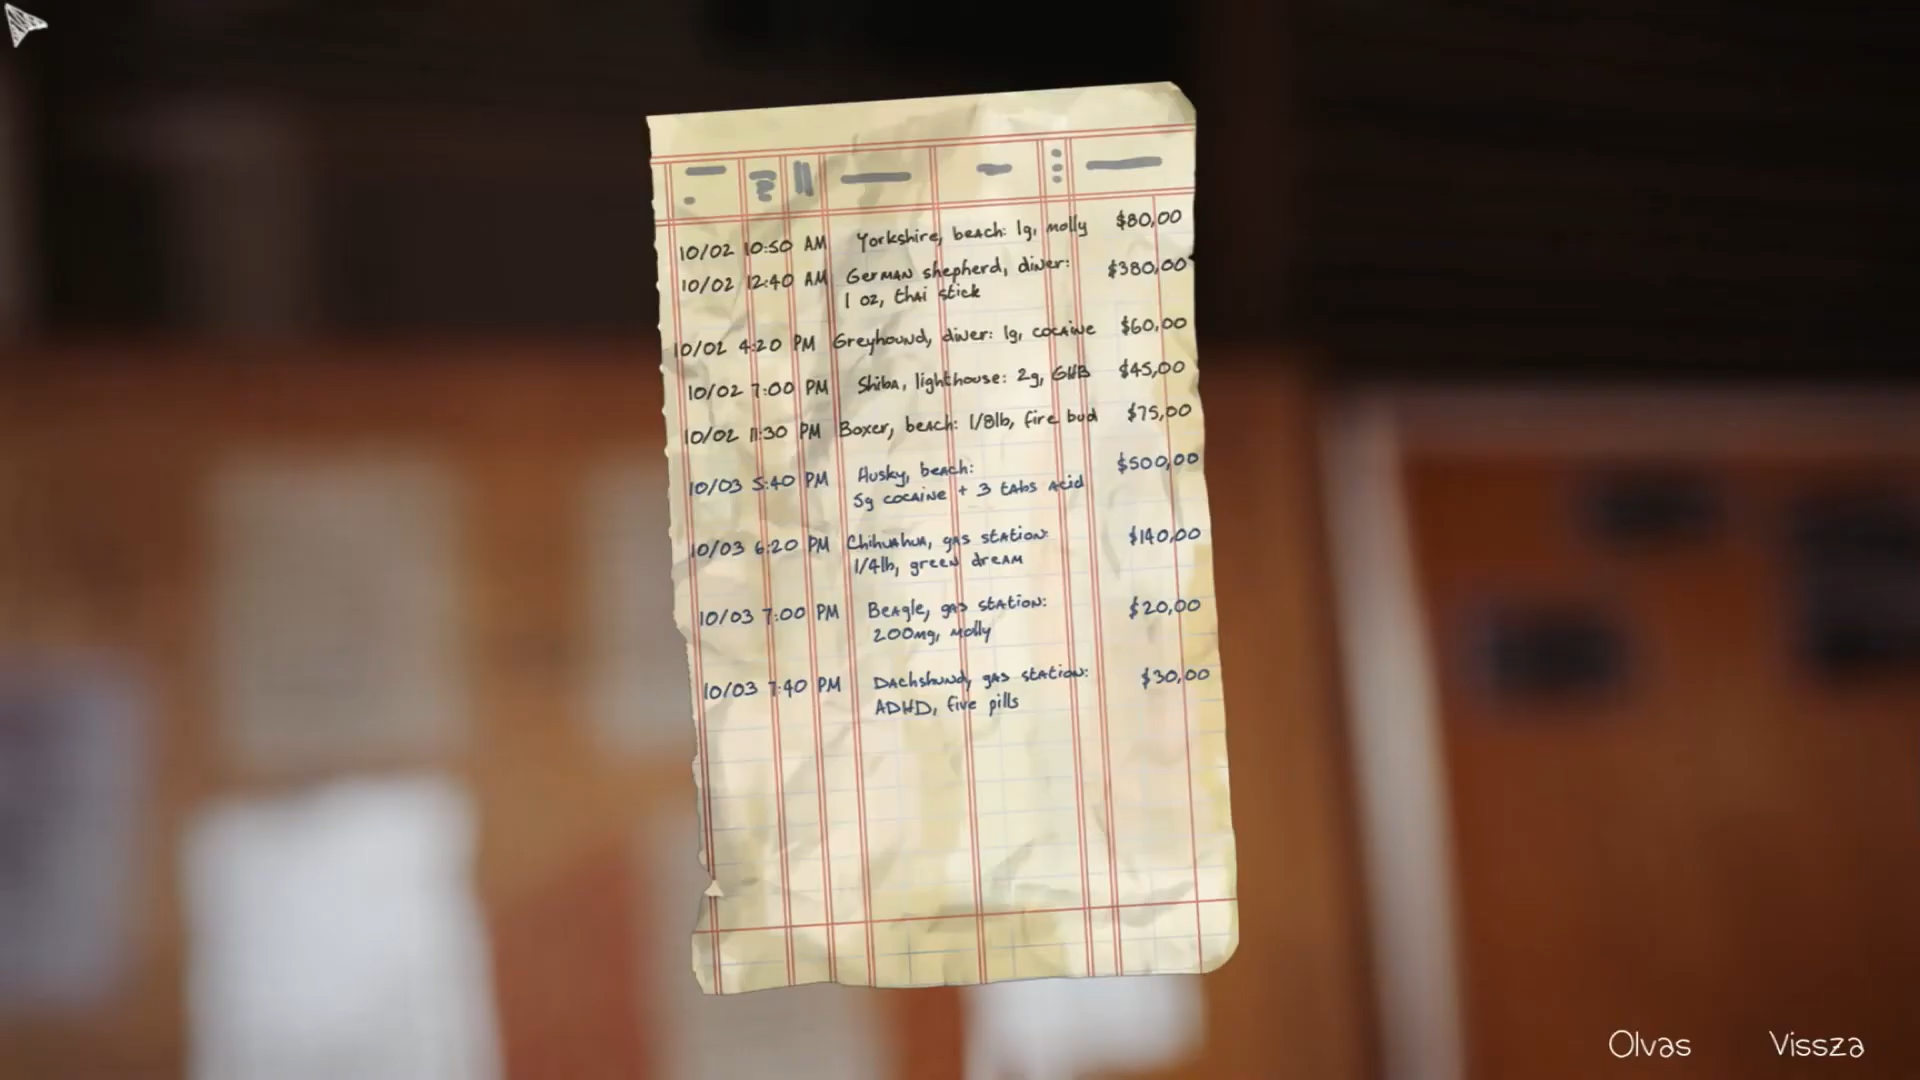 10/02 10:50 AM Yorkshire, beach: 1g, molly $80,00
10/02 12:40 AM German shepherd, diner: $380,00
1 oz, thai stick
10/02 4:20 PM Greyhound, diner: 1g, cocaine $60,00
10/02 7:00 PM Shiba, lighthouse: 2g, GHB $45,00
10/02 11:30 PM Boxer, beach: 1/8lb, fire bud $75,00
10/03 5:40 PM Husky, beach: $500,00
5g cocaine + 3 tabs acid
10/03 6:20 PM Chihuahua, gas station: $140,00
1/4lb, green dream
10/03 7:00 PM Beagle, gas station: $20,00
200mg, molly
10/03 7:40 PM Dachshund, gas station: $30,00
ADHD, five pills
Olvas Vissza